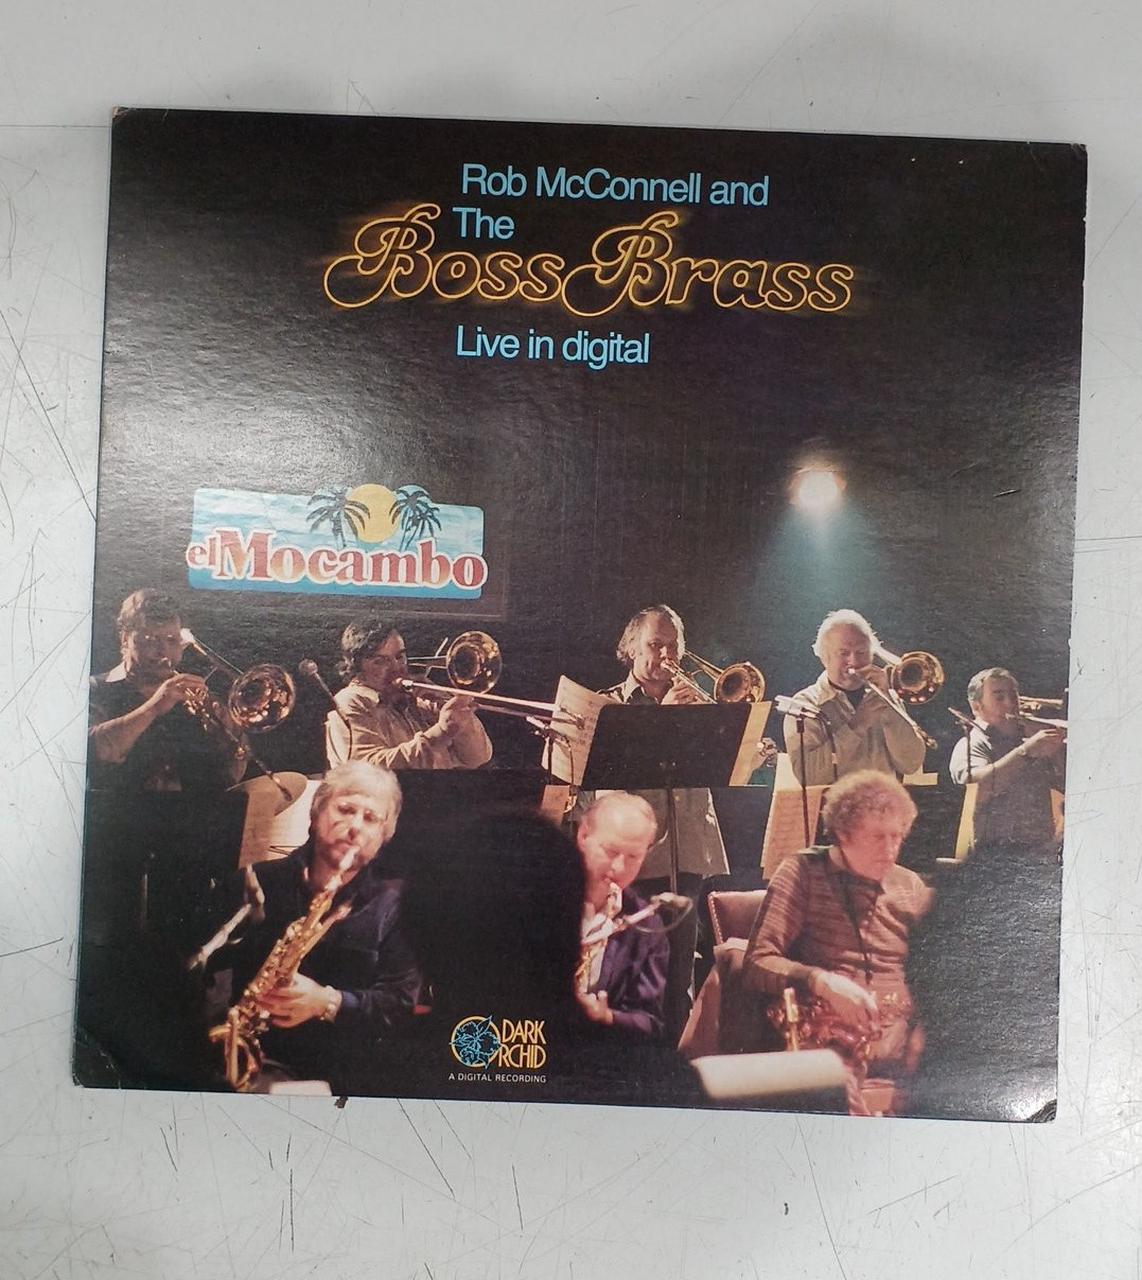 Rob McConnell and
The
Boss Brass
Live in digital
el Mocambo
DARK
ORCHID
A DIGITAL RECORDING